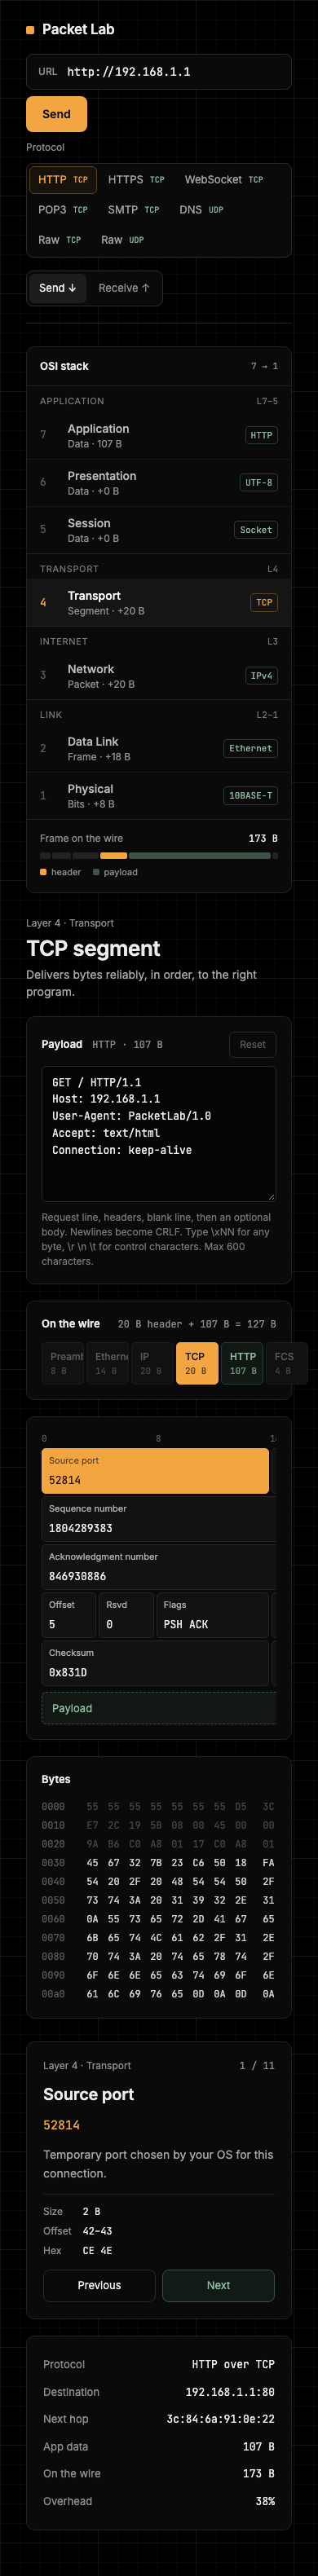 Packet Lab
URL http://192.168.1.1
Send
Protocol
HTTP TCP HTTPS TCP WebSocket TCP
POP3 TCP SMTP TCP DNS UDP
Raw TCP Raw UDP
Send ↓ Receive ↑
OSI stack 7 → 1
APPLICATION L7–5
7 Application HTTP
Data · 107 B
6 Presentation UTF-8
Data · +0 B
5 Session Socket
Data · +0 B
TRANSPORT L4
4 Transport TCP
Segment · +20 B
INTERNET L3
3 Network IPv4
Packet · +20 B
LINK L2–1
2 Data Link Ethernet
Frame · +18 B
1 Physical 10BASE-T
Bits · +8 B
Frame on the wire 173 B
header payload
Layer 4 · Transport
TCP segment
Delivers bytes reliably, in order, to the right
program.
Payload HTTP · 107 B Reset
GET / HTTP/1.1
Host: 192.168.1.1
User-Agent: PacketLab/1.0
Accept: text/html
Connection: keep-alive
Request line, headers, blank line, then an optional
body. Newlines become CRLF. Type \xNN for any
byte, \r \n \t for control characters. Max 600
characters.
On the wire 20 B header + 107 B = 127 B
Preamb Etherne IP TCP HTTP FCS
8 B 14 B 20 B 20 B 107 B 4 B
0 8
Source port
52814
Sequence number
1804289383
Acknowledgment number
846930886
Offset Rsvd Flags
5 0 PSH ACK
Checksum
0x831D
Payload
Bytes
0000 55 55 55 55 55 55 55 D5 3C
0010 E7 2C 19 5B 08 00 45 00 00
0020 9A B6 C0 A8 01 17 C0 A8 01
0030 45 67 32 7B 23 C6 50 18 FA
0040 54 20 2F 20 48 54 54 50 2F
0050 73 74 3A 20 31 39 32 2E 31
0060 0A 55 73 65 72 2D 41 67 65
0070 6B 65 74 4C 61 62 2F 31 2E
0080 70 74 3A 20 74 65 78 74 2F
0090 6F 6E 6E 65 63 74 69 6F 6E
00a0 61 6C 69 76 65 0D 0A 0D 0A
Layer 4 · Transport 1 / 11
Source port
52814
Temporary port chosen by your OS for this
connection.
Size 2 B
Offset 42–43
Hex CE 4E
Previous Next
Protocol HTTP over TCP
Destination 192.168.1.1:80
Next hop 3c:84:6a:91:0e:22
App data 107 B
On the wire 173 B
Overhead 38%